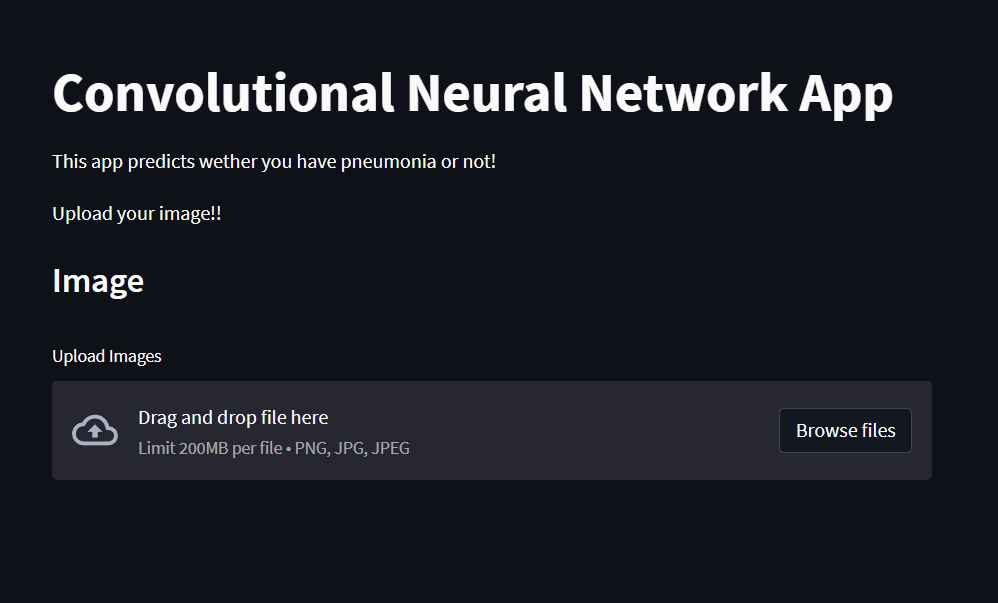 Convolutional Neural Network App
This app predicts wether you have pneumonia or not!
Upload your image!!
Image
Upload Images
Drag and drop file here
Limit 200MB per file • PNG, JPG, JPEG
Browse files